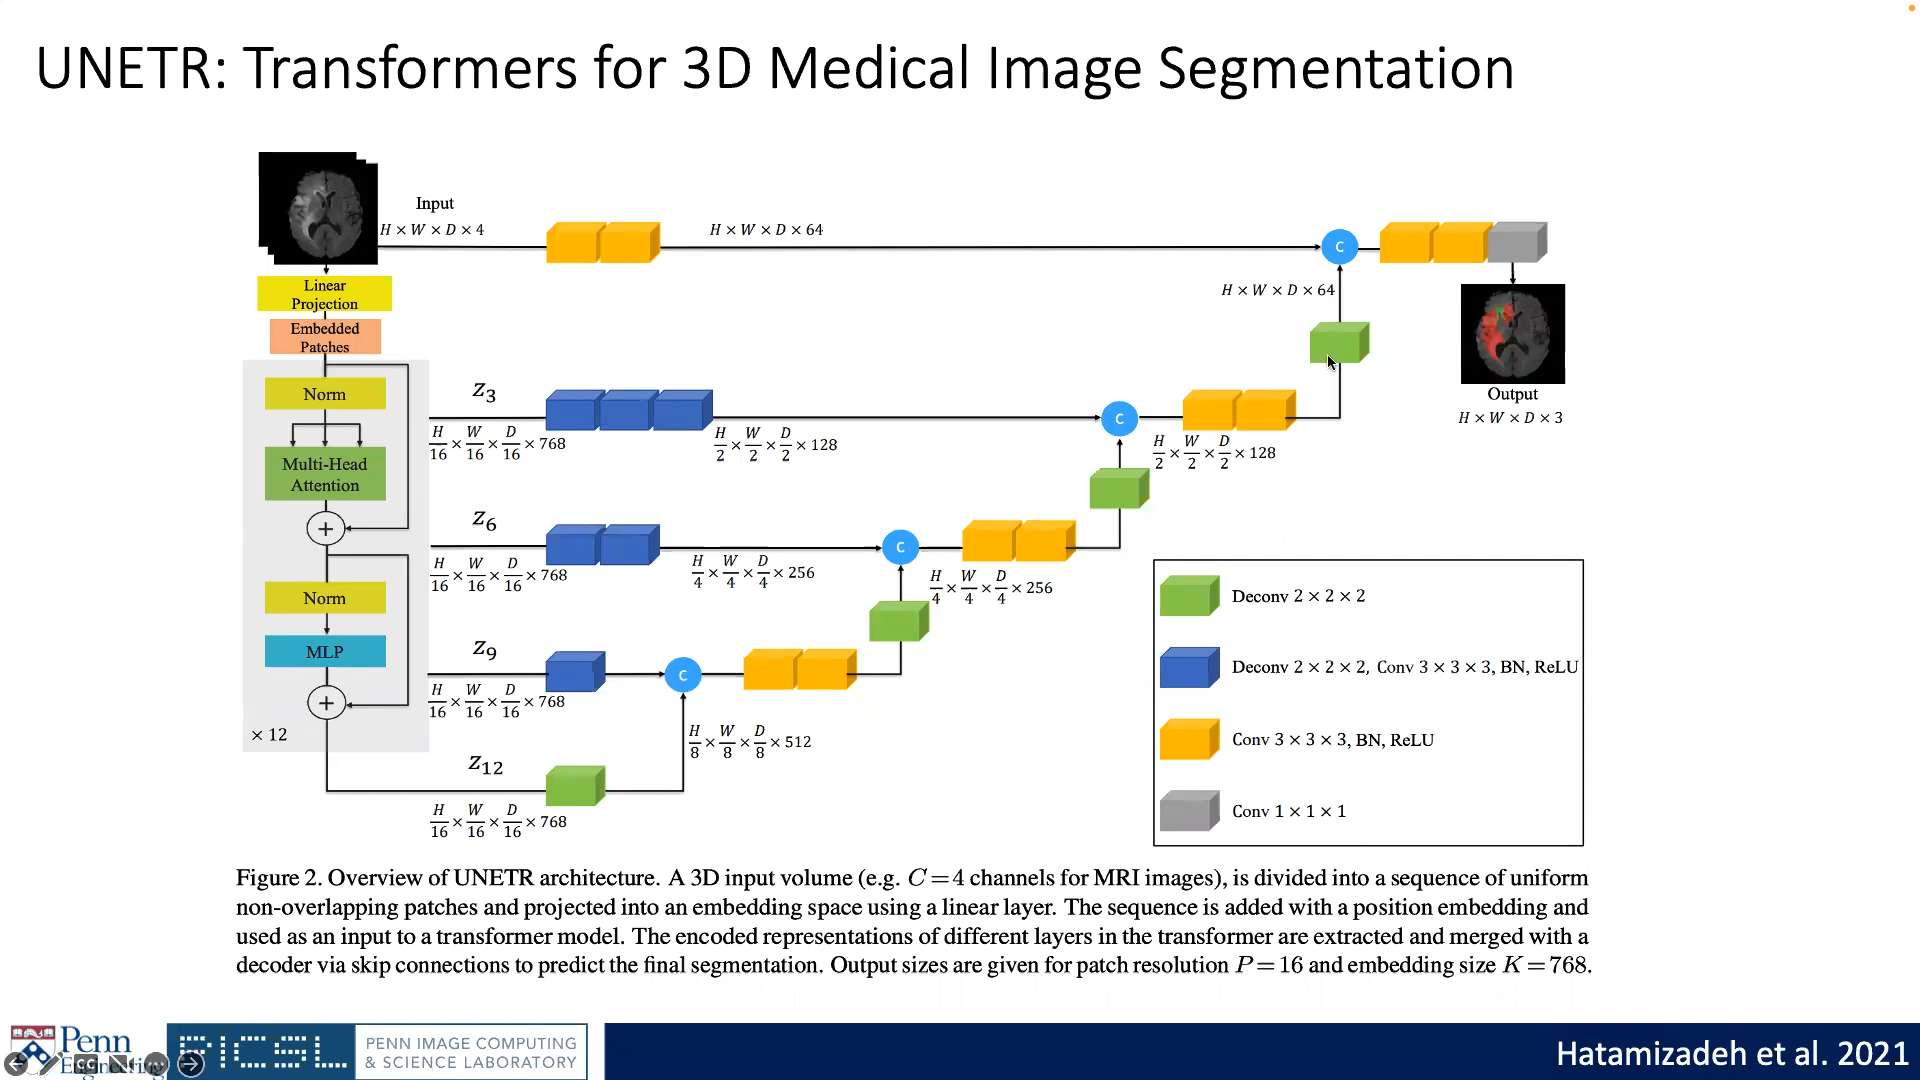 UNETR: Transformers for 3D Medical Image Segmentation
Input
H × W × D × 4
H × W × D × 64
C
Linear
Projection
H × W × D × 64
Embedded
Patches
Norm
Z3
H/16 × W/16 × D/16 × 768
H/2 × W/2 × D/2 × 128
C
H/2 × W/2 × D/2 × 128
Output
H × W × D × 3
Multi-Head
Attention
+
Z6
H/16 × W/16 × D/16 × 768
H/4 × W/4 × D/4 × 256
C
H/4 × W/4 × D/4 × 256
Norm
MLP
+
× 12
Z9
H/16 × W/16 × D/16 × 768
C
H/8 × W/8 × D/8 × 512
Z12
H/16 × W/16 × D/16 × 768
Deconv 2 × 2 × 2
Deconv 2 × 2 × 2, Conv 3 × 3 × 3, BN, ReLU
Conv 3 × 3 × 3, BN, ReLU
Conv 1 × 1 × 1
Figure 2. Overview of UNETR architecture. A 3D input volume (e.g. C = 4 channels for MRI images), is divided into a sequence of uniform
non-overlapping patches and projected into an embedding space using a linear layer. The sequence is added with a position embedding and
used as an input to a transformer model. The encoded representations of different layers in the transformer are extracted and merged with a
decoder via skip connections to predict the final segmentation. Output sizes are given for patch resolution P = 16 and embedding size K = 768.
Penn
Engineering
PICSL
PENN IMAGE COMPUTING
& SCIENCE LABORATORY
Hatamizadeh et al. 2021